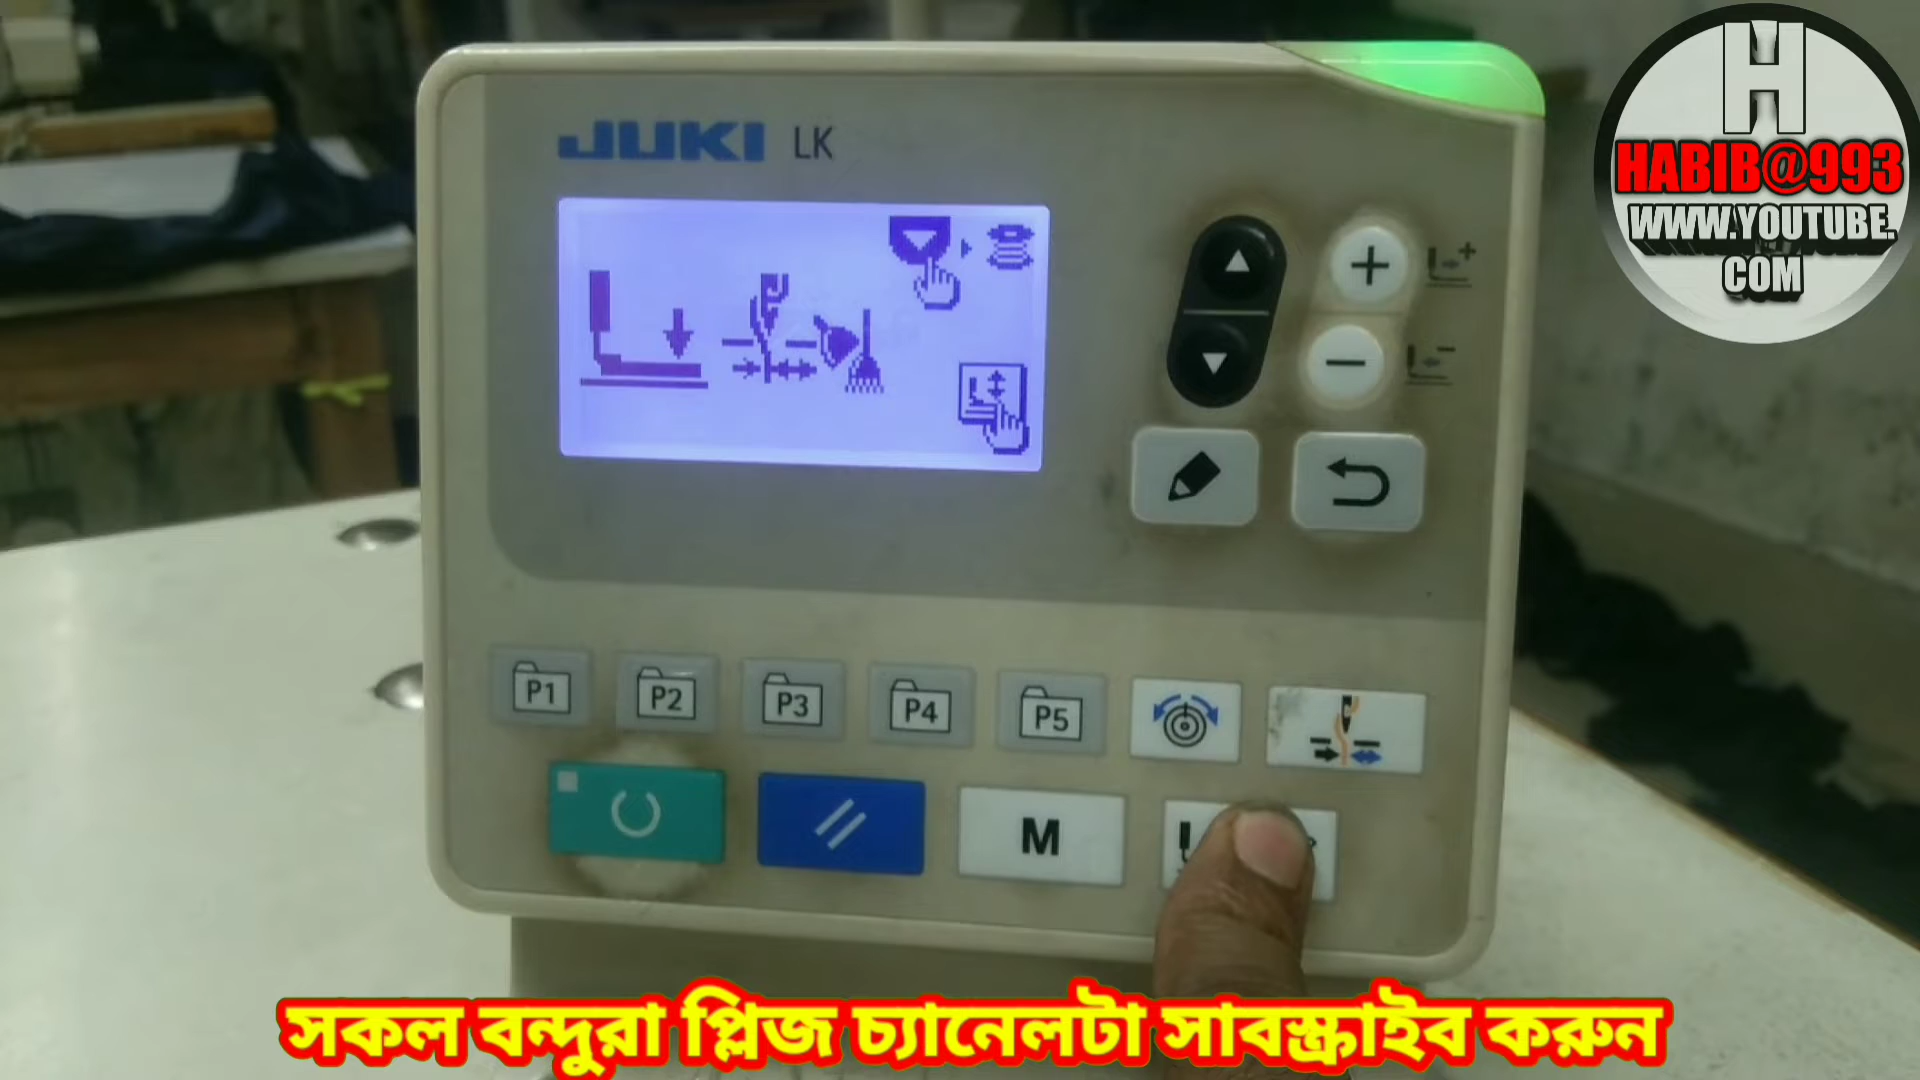 JUKI LK
H
HABIB@993
WWW.YOUTUBE.
COM
P1 P2 P3 P4 P5
M
সকল বন্দুরা প্লিজ চ্যানেলটা সাবস্ক্রাইব করুন